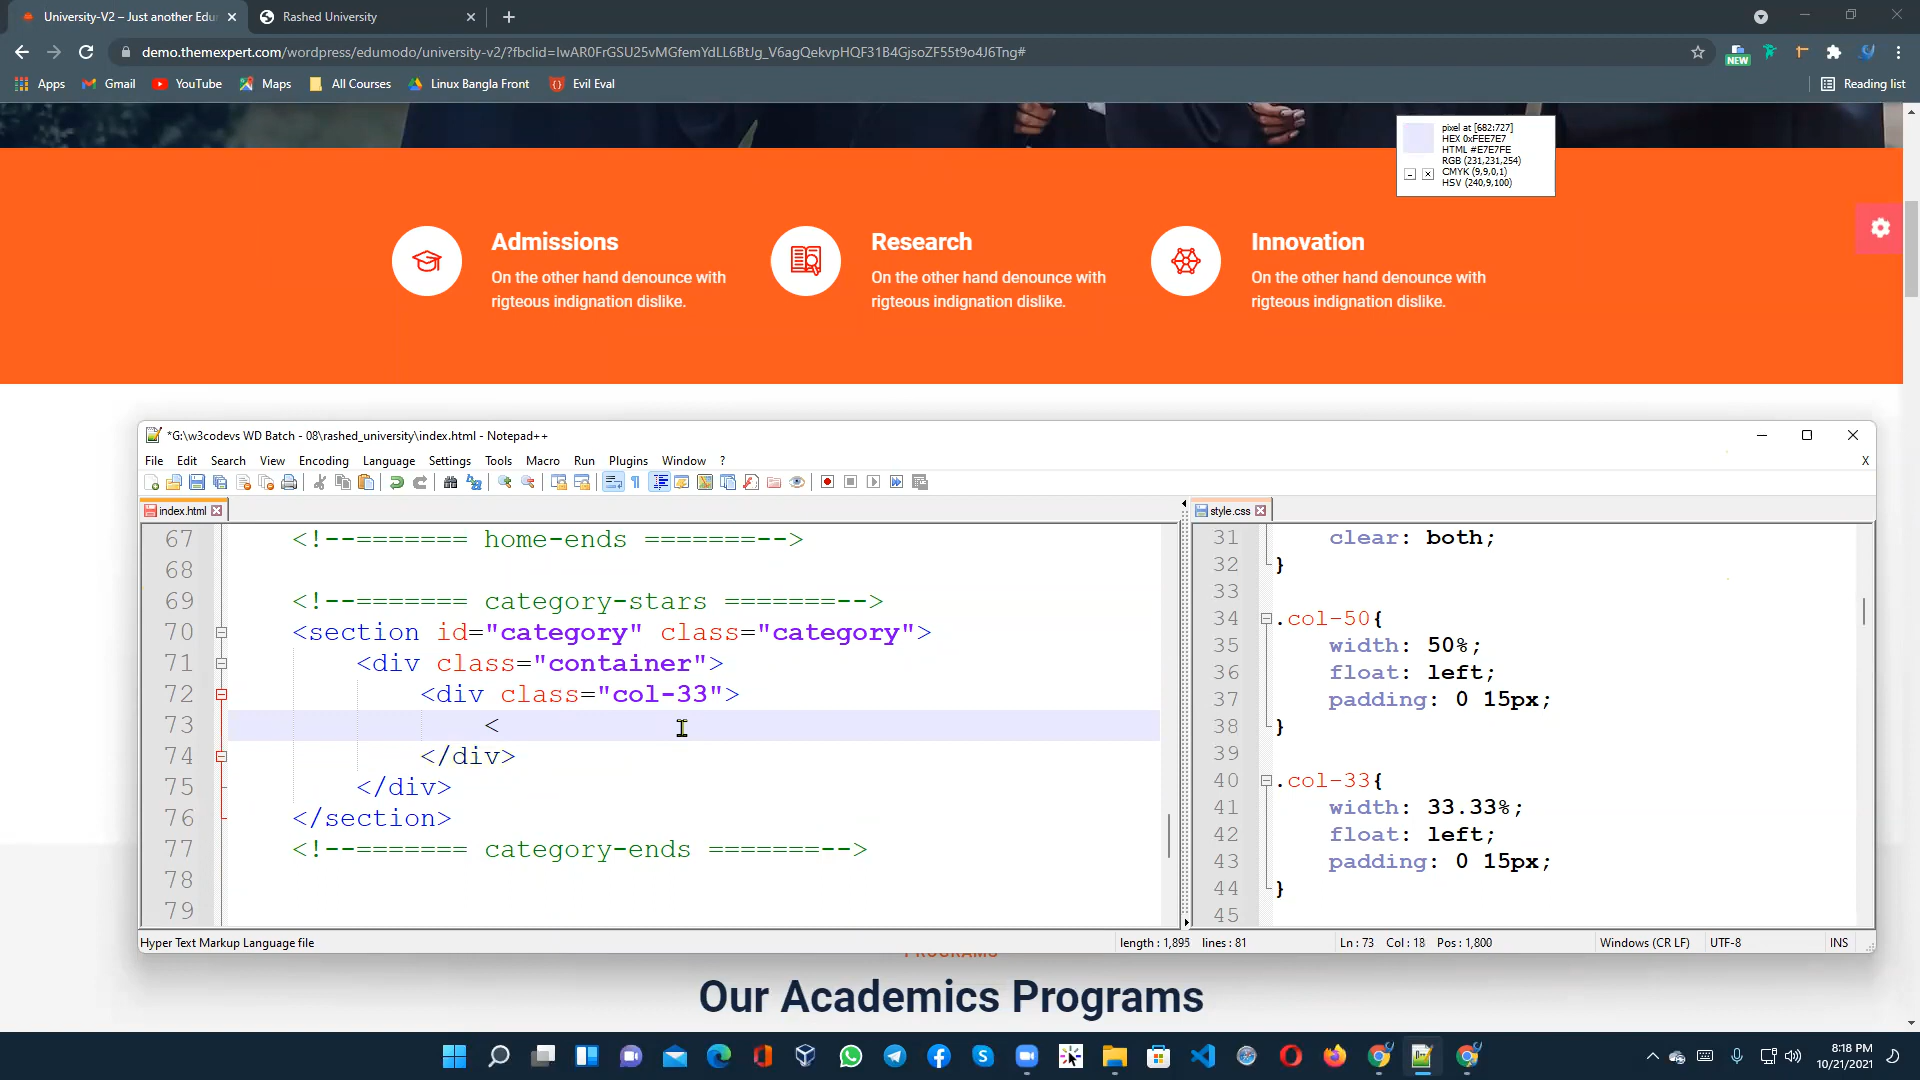 University-V2 – Just another Edu
Rashed University
demo.themexpert.com/wordpress/edumodo/university-v2/?fbclid=IwAR0FrGSU25vMGfemYdLL6BtJg_V6agQekvpHQF31B4GjsoZF55t9o4J6Tng#
NEW
Apps
Gmail
YouTube
Maps
All Courses
Linux Bangla Front
Evil Eval
Reading list
pixel at [682:727]
HEX 0xFEE7E7
HTML #E7E7FE
RGB (231,231,254)
CMYK (9,9,0,1)
HSV (240,9,100)
Admissions
On the other hand denounce with
rigteous indignation dislike.
Research
On the other hand denounce with
rigteous indignation dislike.
Innovation
On the other hand denounce with
rigteous indignation dislike.
*G:\w3codevs WD Batch - 08\rashed_university\index.html - Notepad++
File Edit Search View Encoding Language Settings Tools Macro Run Plugins Window ? X
index.html
67 <!--======= home-ends =======-->
68
69 <!--======= category-stars =======-->
70 <section id="category" class="category">
71 <div class="container">
72 <div class="col-33">
73 <
74 </div>
75 </div>
76 </section>
77 <!--======= category-ends =======-->
78
79
style.css
31 clear: both;
32 }
33
34 .col-50{
35 width: 50%;
36 float: left;
37 padding: 0 15px;
38 }
39
40 .col-33{
41 width: 33.33%;
42 float: left;
43 padding: 0 15px;
44 }
45
Hyper Text Markup Language file
length : 1,895 lines : 81
Ln : 73 Col : 18 Pos : 1,800
Windows (CR LF)
UTF-8
INS
PROGRAMS
Our Academics Programs
8:18 PM
10/21/2021